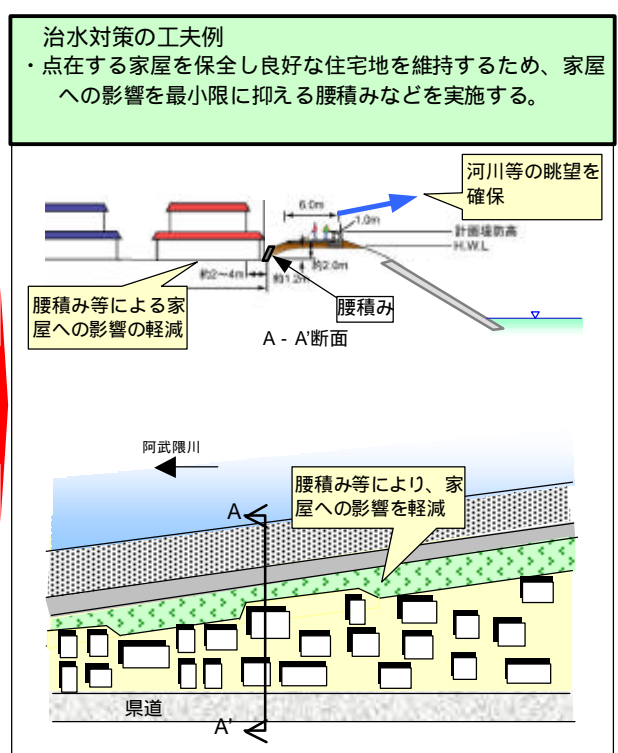 治水対策の工夫例
・点在する家屋を保全し良好な住宅地を維持するため、家屋
への影響を最小限に抑える腰積みなどを実施する。
河川等の眺望を
確保
6.0m
1.0m
計画堤防高
H.W.L
約2.0m
約2～4m
約1.2m
腰積み
腰積み等による家
屋への影響の軽減
A - A'断面
阿武隈川
腰積み等により、家
屋への影響を軽減
A
県道
A'